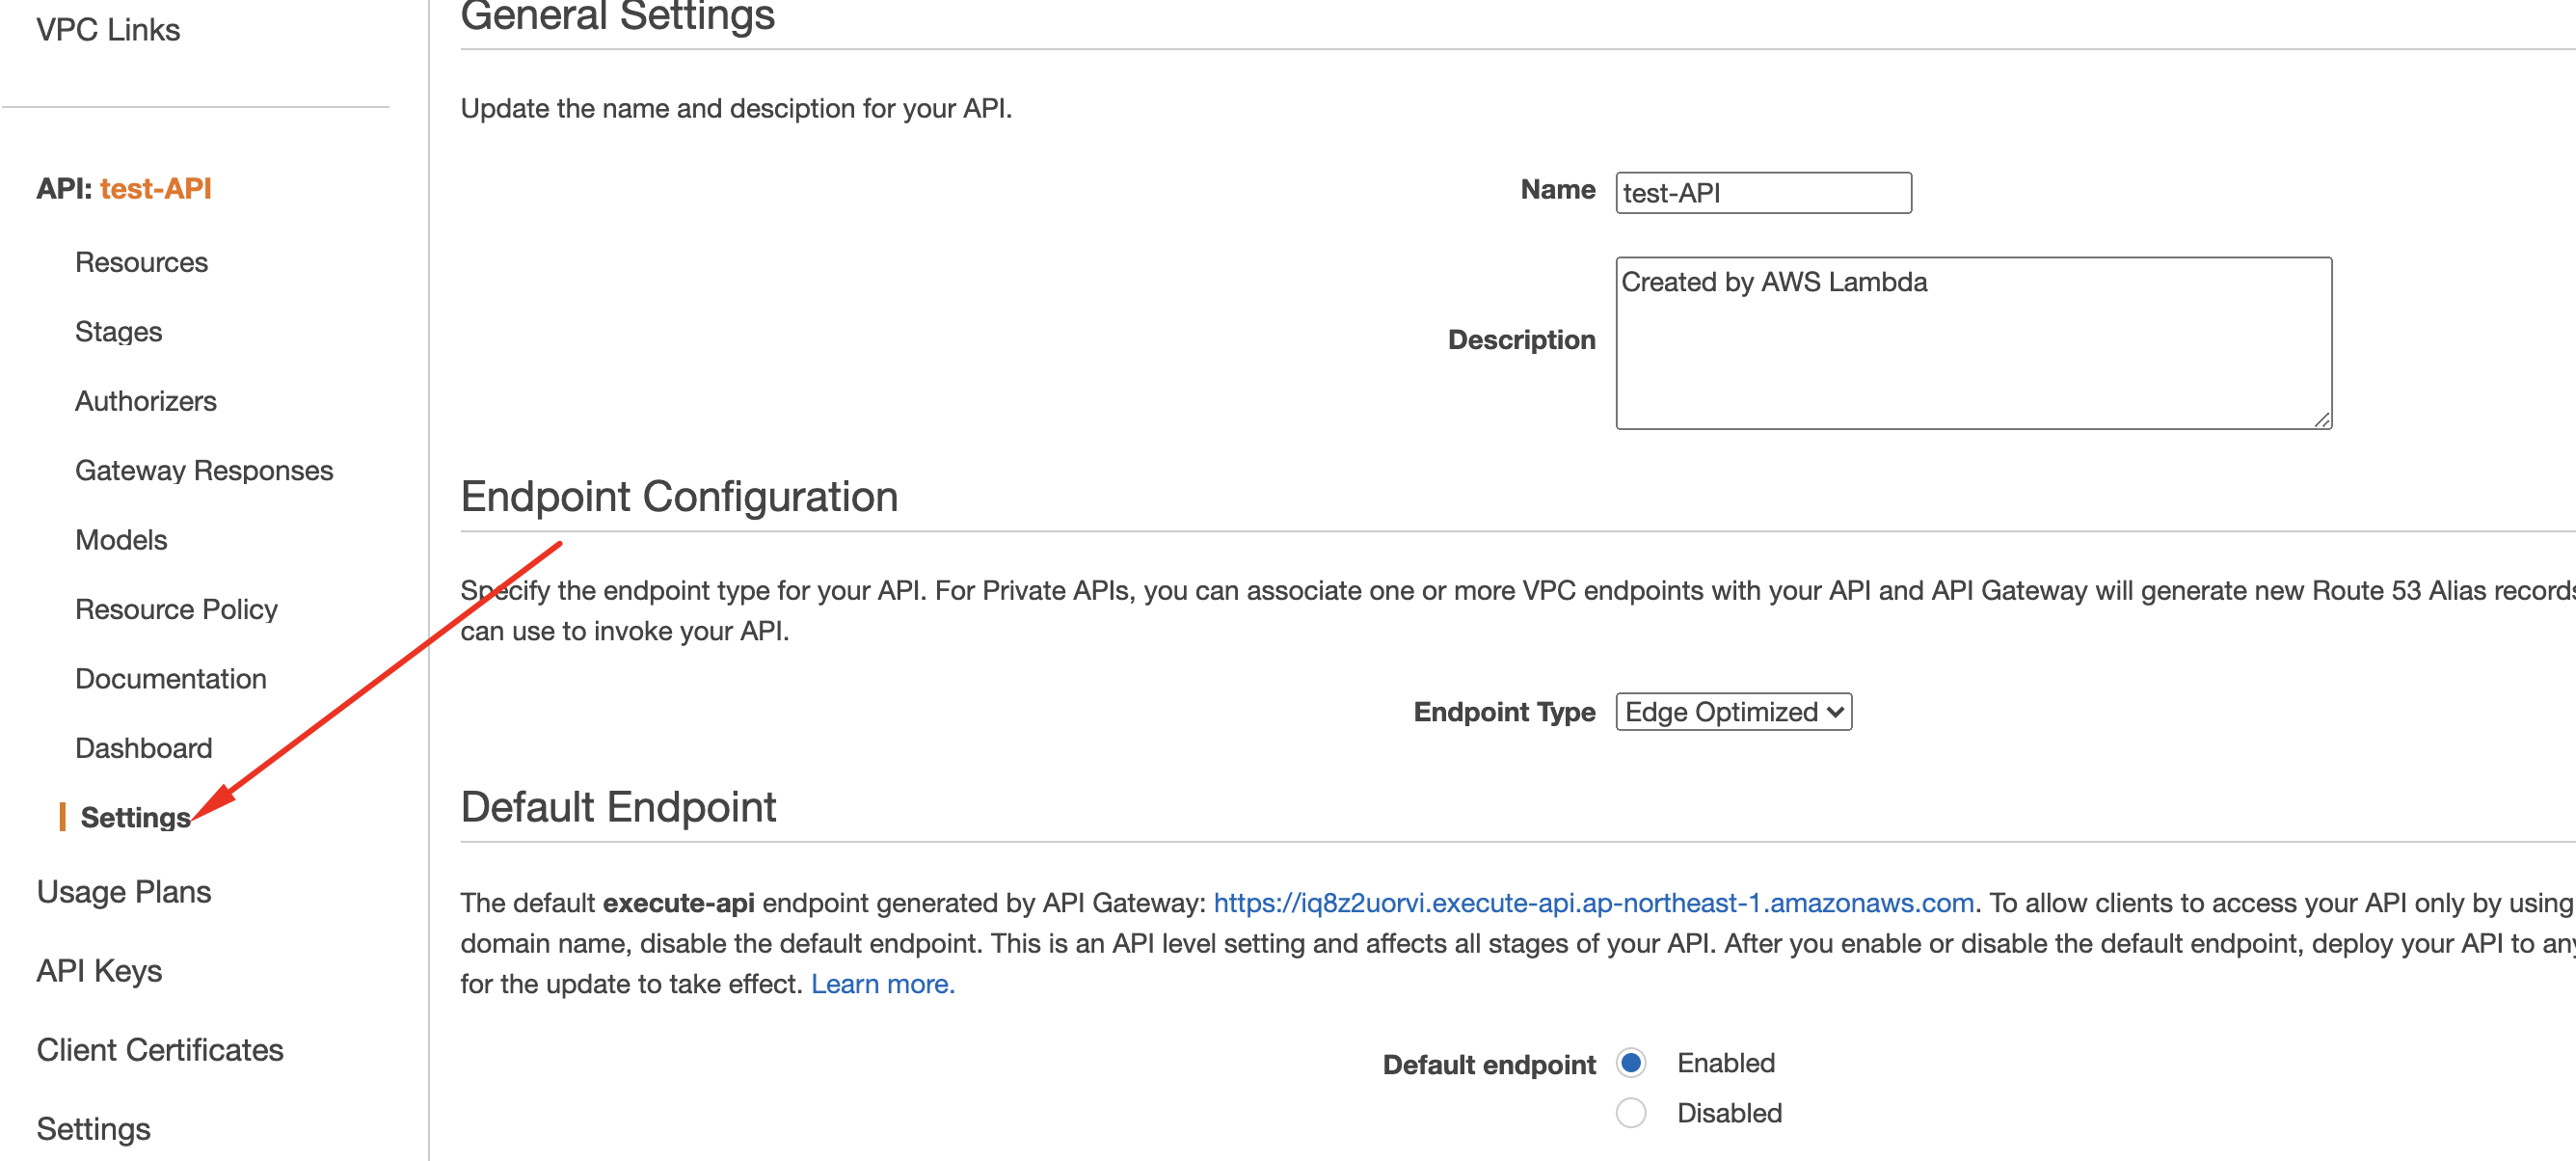 VPC Links
API: test-API
Resources
Stages
Authorizers
Gateway Responses
Models
Resource Policy
Documentation
Dashboard
Settings
Usage Plans
API Keys
Client Certificates
Settings
General Settings
Update the name and desciption for your API.
Name test-API
Description Created by AWS Lambda
Endpoint Configuration
Specify the endpoint type for your API. For Private APIs, you can associate one or more VPC endpoints with your API and API Gateway will generate new Route 53 Alias records
can use to invoke your API.
Endpoint Type Edge Optimized
Default Endpoint
The default execute-api endpoint generated by API Gateway: https://iq8z2uorvi.execute-api.ap-northeast-1.amazonaws.com. To allow clients to access your API only by using
domain name, disable the default endpoint. This is an API level setting and affects all stages of your API. After you enable or disable the default endpoint, deploy your API to any
for the update to take effect. Learn more.
Default endpoint Enabled
Disabled